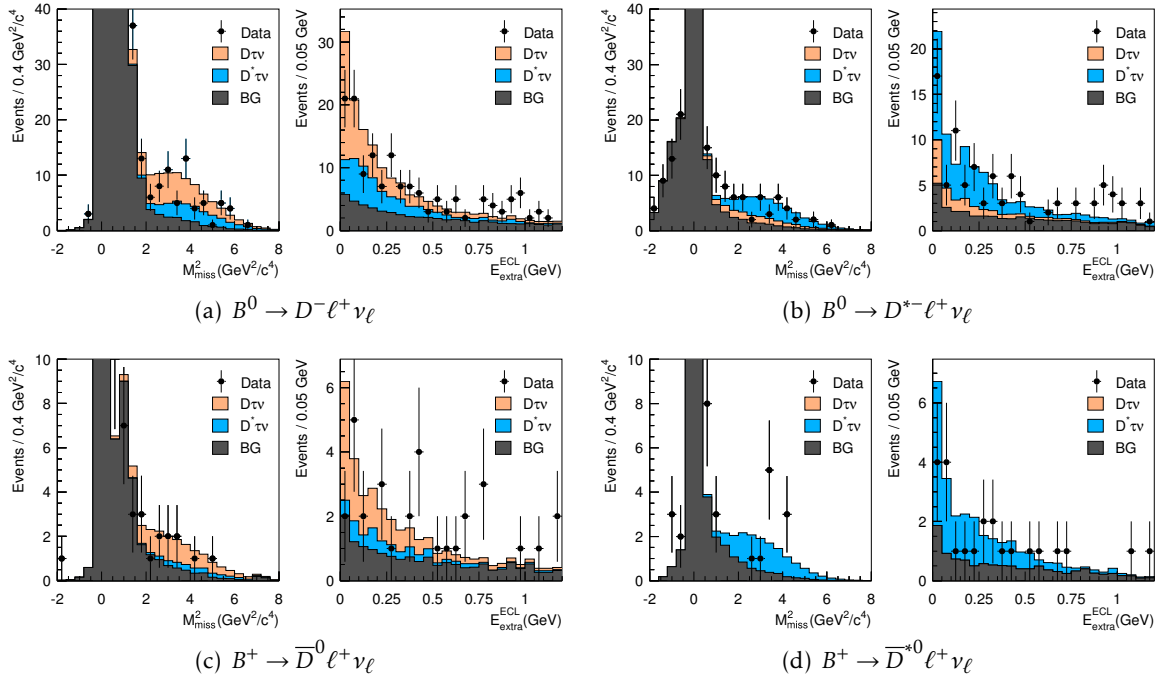 Events / 0.4 GeV²/c⁴
40
30
20
10
0
-2 0 2 4 6 8
M²miss(GeV²/c⁴)
Data
Dτν
D*τν
BG
Events / 0.05 GeV
30
20
10
0
0 0.25 0.5 0.75 1
E^ECL_extra(GeV)
Data
Dτν
D*τν
BG
(a) B⁰ → D⁻ℓ⁺νℓ
Events / 0.4 GeV²/c⁴
40
30
20
10
0
-2 0 2 4 6 8
M²miss(GeV²/c⁴)
Data
Dτν
D*τν
BG
Events / 0.05 GeV
20
15
10
5
0
0 0.25 0.5 0.75 1
E^ECL_extra(GeV)
Data
Dτν
D*τν
BG
(b) B⁰ → D*⁻ℓ⁺νℓ
Events / 0.4 GeV²/c⁴
10
8
6
4
2
0
-2 0 2 4 6 8
M²miss(GeV²/c⁴)
Data
Dτν
D*τν
BG
Events / 0.05 GeV
6
4
2
0
0 0.25 0.5 0.75 1
E^ECL_extra(GeV)
Data
Dτν
D*τν
BG
(c) B⁺ → D̅⁰ℓ⁺νℓ
Events / 0.4 GeV²/c⁴
10
8
6
4
2
0
-2 0 2 4 6 8
M²miss(GeV²/c⁴)
Data
Dτν
D*τν
BG
Events / 0.05 GeV
6
4
2
0
0 0.25 0.5 0.75 1
E^ECL_extra(GeV)
Data
Dτν
D*τν
BG
(d) B⁺ → D̅*⁰ℓ⁺νℓ